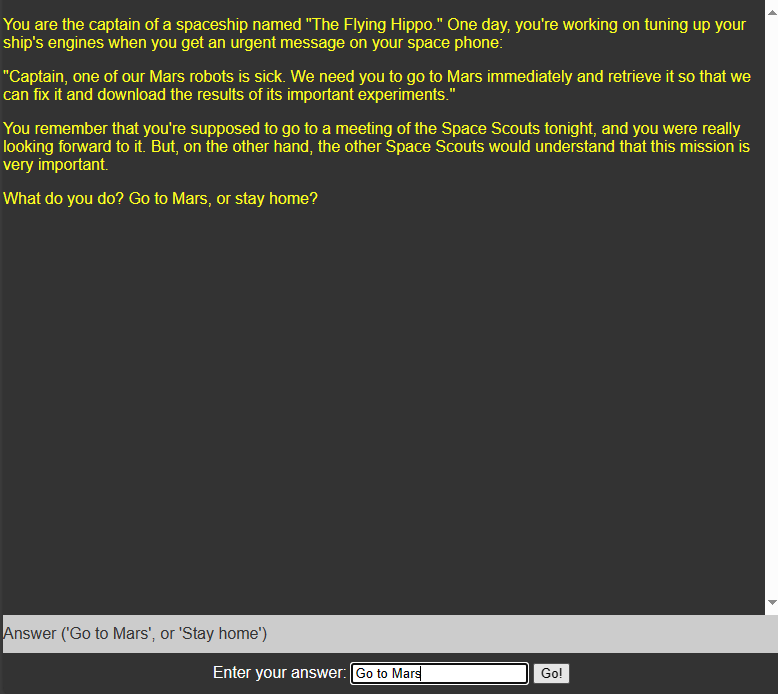 You are the captain of a spaceship named "The Flying Hippo." One day, you're working on tuning up your
ship's engines when you get an urgent message on your space phone:
"Captain, one of our Mars robots is sick. We need you to go to Mars immediately and retrieve it so that we
can fix it and download the results of its important experiments."
You remember that you're supposed to go to a meeting of the Space Scouts tonight, and you were really
looking forward to it. But, on the other hand, the other Space Scouts would understand that this mission is
very important.
What do you do? Go to Mars, or stay home?
Answer ('Go to Mars', or 'Stay home')
Enter your answer: Go to Mars Go!